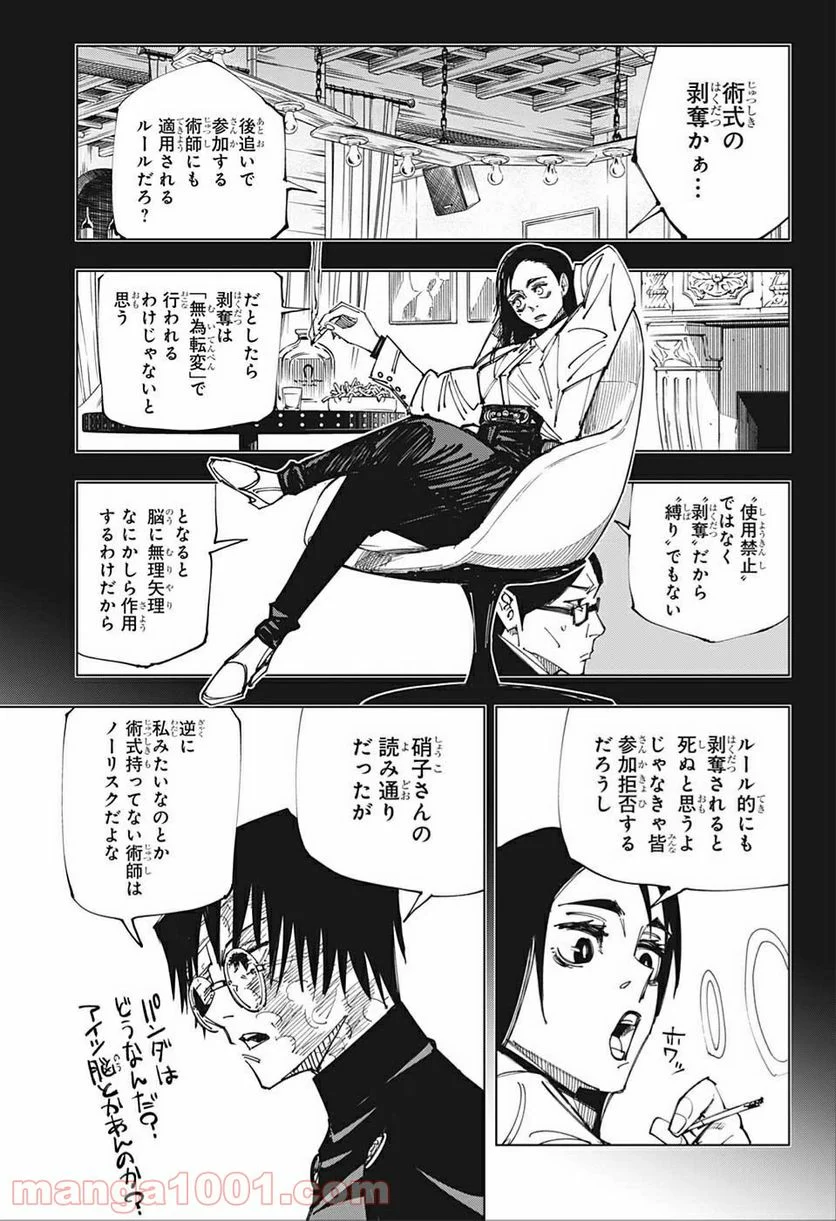 術式の
剥奪かぁ…
後追いで
参加する
術師にも
適用される
ルールだろ?
だとしたら
剥奪は
「無為転変」で
行われる
わけじゃないと
思う
〝使用禁止〟
ではなく
〝剥奪〟だから
〝縛り〟でもない
となると
脳に無理矢理
なにかしら作用
するわけだから
ルール的にも
剥奪されると
死ぬと思うよ
じゃなきゃ皆
参加拒否する
だろうし
ホワッ
硝子さんの
読み通り
だったが
逆に
私みたいなのとか
術式持ってない術師は
ノーリスクだよな
パンダは
どうなんだ?
アイツ脳とかあんのか?
manga1001.com